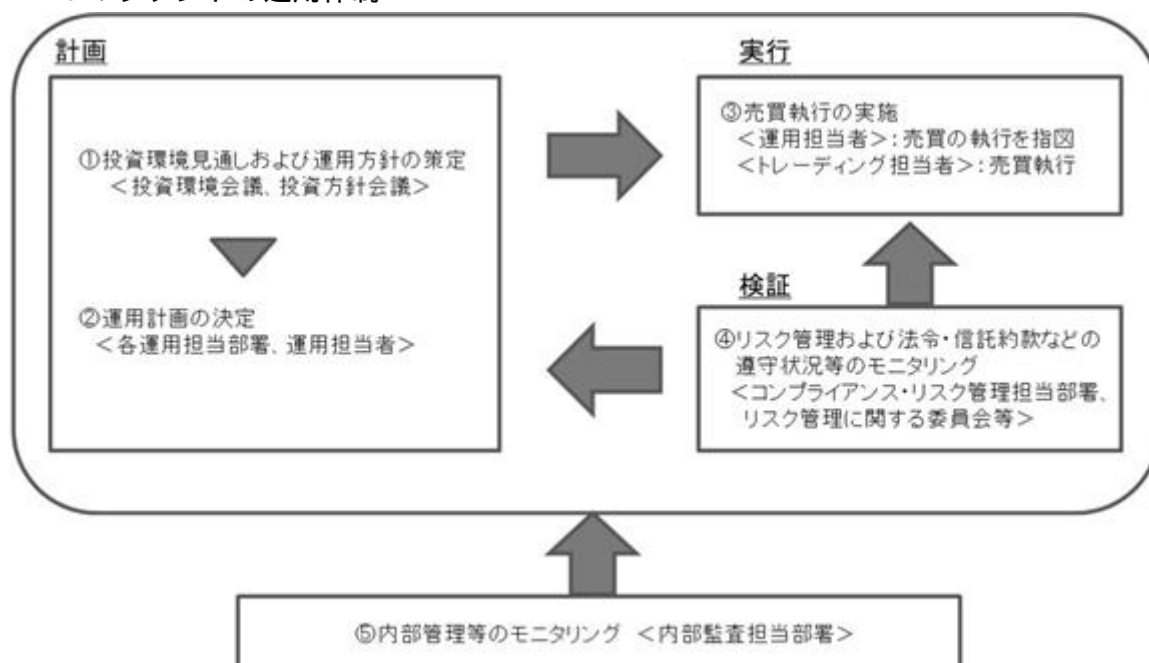 計画
①投資環境見通しおよび運用方針の策定
＜投資環境会議、投資方針会議＞
②運用計画の決定
＜各運用担当部署、運用担当者＞
実行
③売買執行の実施
＜運用担当者＞：売買の執行を指図
＜トレーディング担当者＞：売買執行
検証
④リスク管理および法令・信託約款などの
遵守状況等のモニタリング
＜コンプライアンス・リスク管理担当部署、
リスク管理に関する委員会等＞
⑤内部管理等のモニタリング ＜内部監査担当部署＞